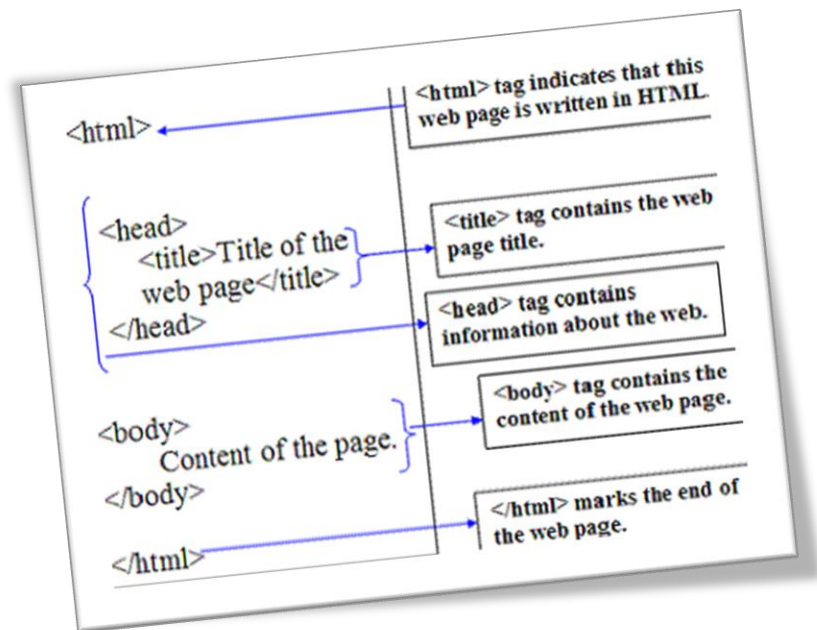 <html>
<html> tag indicates that this
web page is written in HTML.
<head>
<title>Title of the
web page</title>
</head>
<title> tag contains the web
page title.
<head> tag contains
information about the web.
<body>
Content of the page.
</body>
<body> tag contains the
content of the web page.
</html>
</html> marks the end of
the web page.